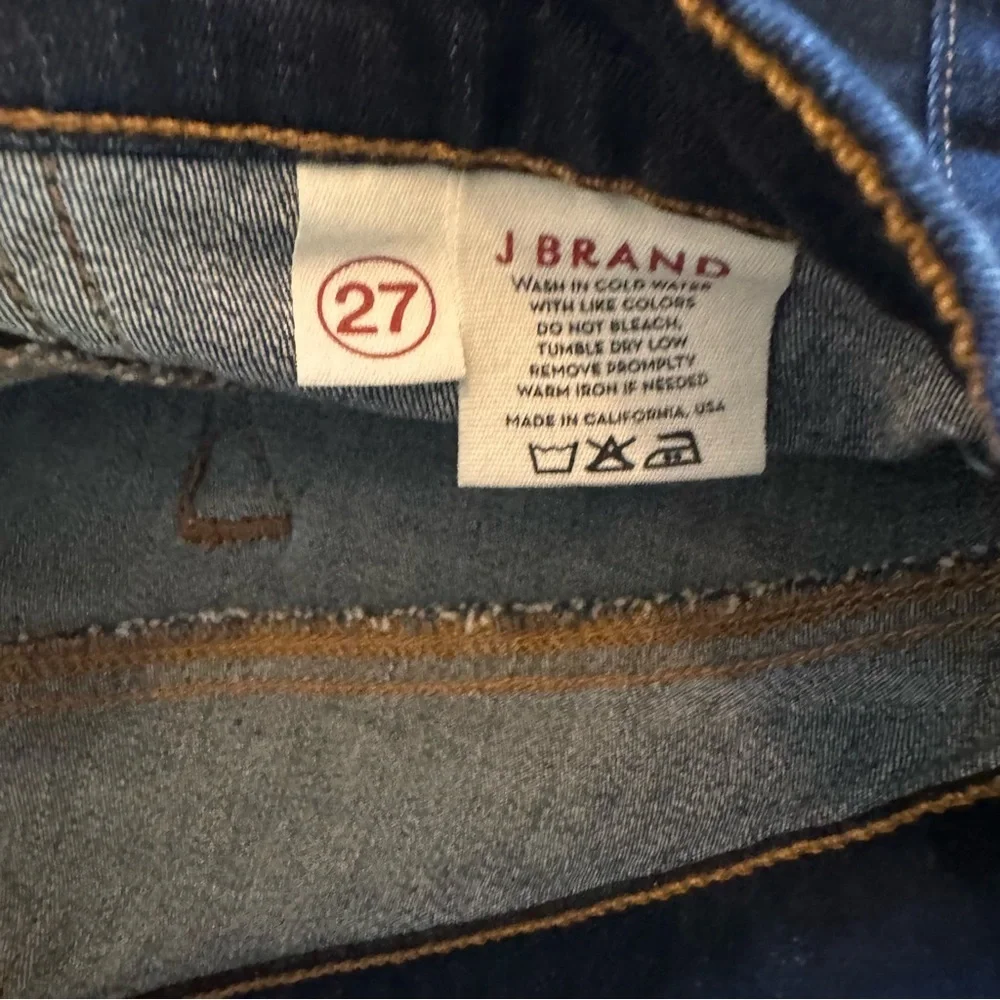 27
J BRAND
WASH IN COLD WATER
WITH LIKE COLORS
DO NOT BLEACH,
TUMBLE DRY LOW
REMOVE PROMPLTY
WARM IRON IF NEEDED
MADE IN CALIFORNIA, USA